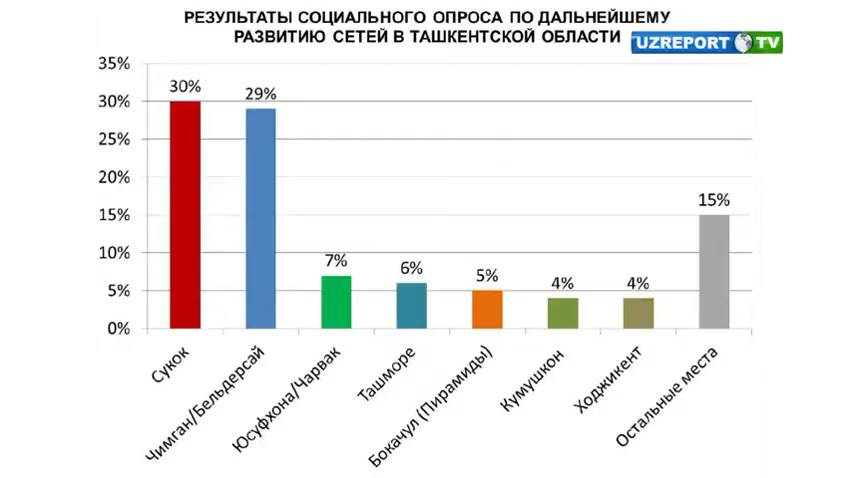 РЕЗУЛЬТАТЫ СОЦИАЛЬНОГО ОПРОСА ПО ДАЛЬНЕЙШЕМУ
РАЗВИТИЮ СЕТЕЙ В ТАШКЕНТСКОЙ ОБЛАСТИ
UZREPORT TV
35%
30%
25%
20%
15%
10%
5%
0%
30%
29%
7%
6%
5%
4%
4%
15%
Сукок
Чимган/Бельдерсай
Юсуфхона/Чарвак
Ташморе
Бокачул (Пирамиды)
Кумушкон
Ходжикент
Остальные места